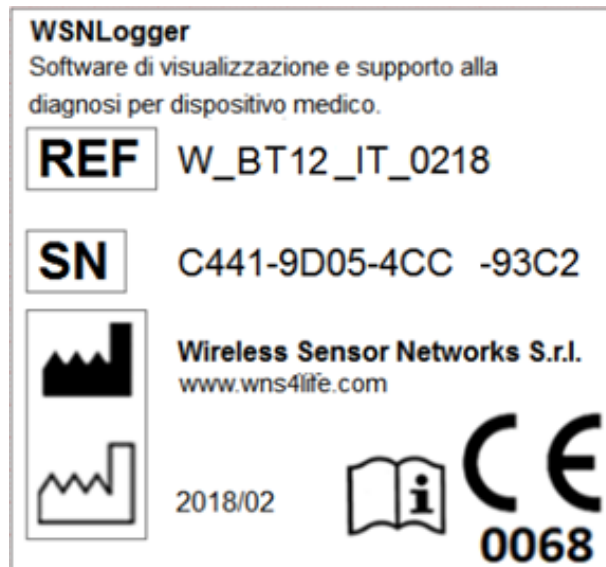 WSNLogger
Software di visualizzazione e supporto alla
diagnosi per dispositivo medico.
REF W_BT12_IT_0218
SN C441-9D05-4CC -93C2
Wireless Sensor Networks S.r.l.
www.wns4life.com
2018/02
i
CE
0068